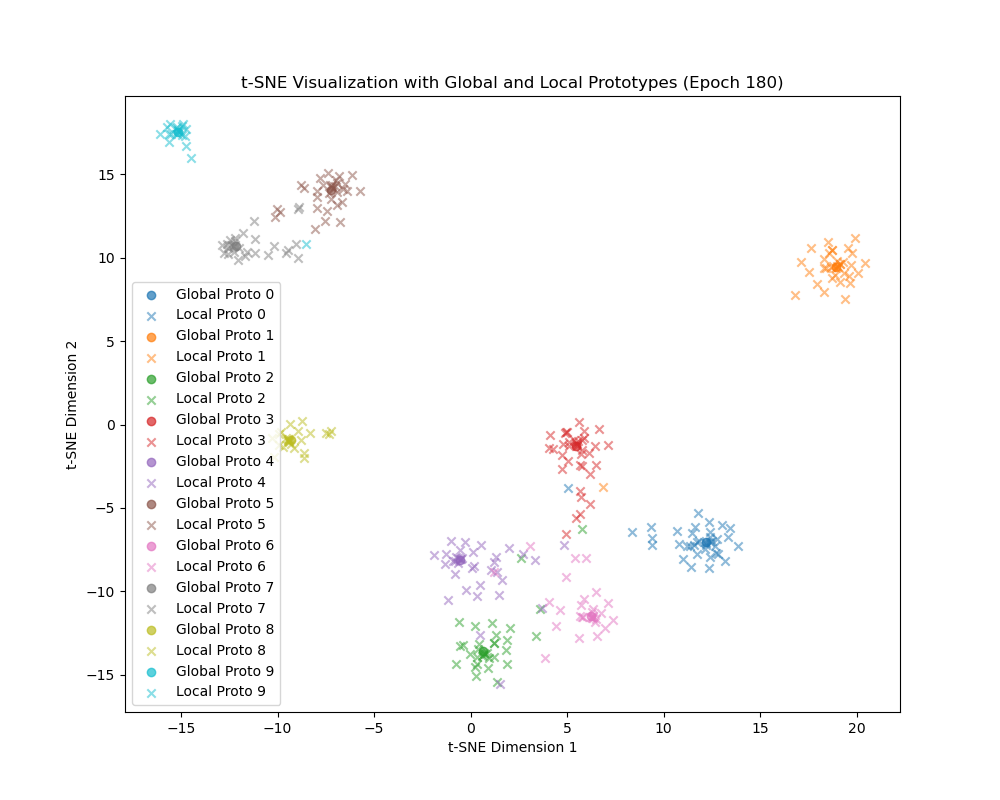 t-SNE Visualization with Global and Local Prototypes (Epoch 180)
t-SNE Dimension 2
15
10
5
0
−5
−10
−15
Global Proto 0
Local Proto 0
Global Proto 1
Local Proto 1
Global Proto 2
Local Proto 2
Global Proto 3
Local Proto 3
Global Proto 4
Local Proto 4
Global Proto 5
Local Proto 5
Global Proto 6
Local Proto 6
Global Proto 7
Local Proto 7
Global Proto 8
Local Proto 8
Global Proto 9
Local Proto 9
−15 −10 −5 0 5 10 15 20
t-SNE Dimension 1